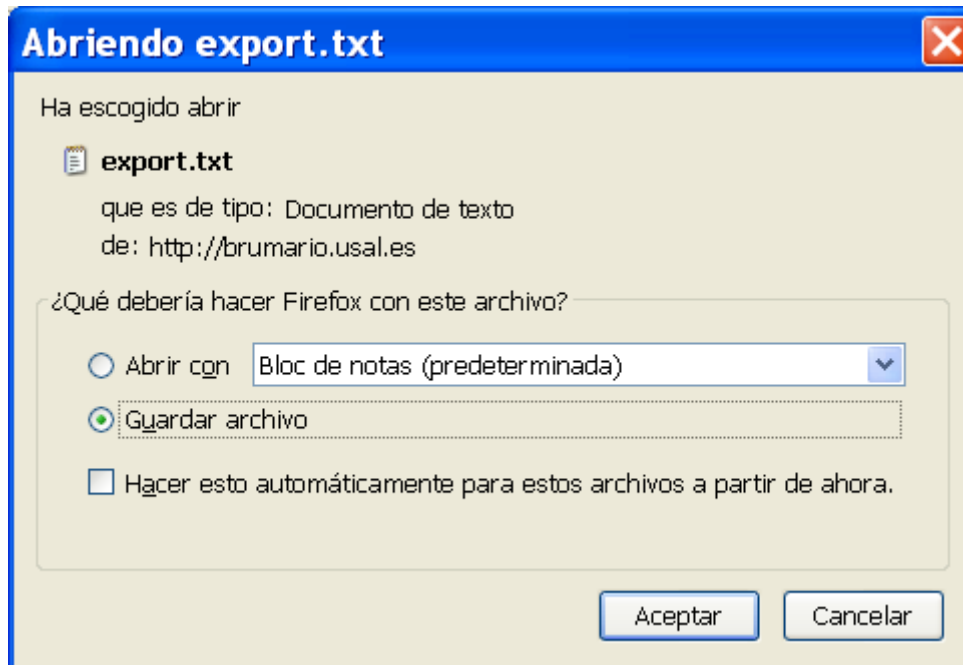 Abriendo export.txt
Ha escogido abrir
export.txt
que es de tipo: Documento de texto
de: http://brumario.usal.es
¿Qué debería hacer Firefox con este archivo?
Abrir con Bloc de notas (predeterminada)
Guardar archivo
Hacer esto automáticamente para estos archivos a partir de ahora.
Aceptar Cancelar